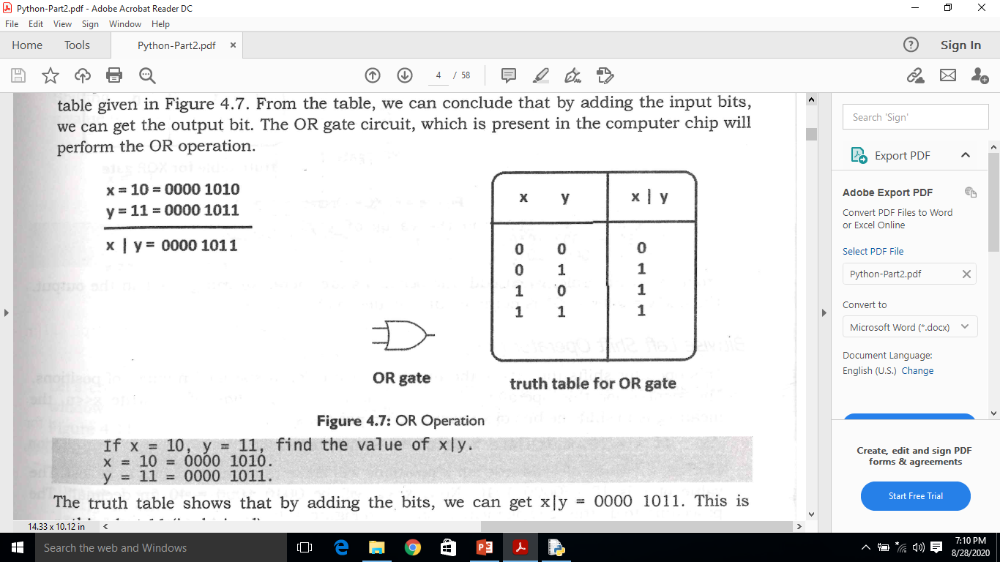 Python-Part2.pdf - Adobe Acrobat Reader DC
File Edit View Sign Window Help
Home Tools Python-Part2.pdf × Sign In
4 / 58
table given in Figure 4.7. From the table, we can conclude that by adding the input bits,
we can get the output bit. The OR gate circuit, which is present in the computer chip will
perform the OR operation.
x = 10 = 0000 1010
y = 11 = 0000 1011
x | y = 0000 1011
x y x | y
0 0 0
0 1 1
1 0 1
1 1 1
OR gate
truth table for OR gate
Figure 4.7: OR Operation
If x = 10, y = 11, find the value of x|y.
x = 10 = 0000 1010.
y = 11 = 0000 1011.
The truth table shows that by adding the bits, we can get x|y = 0000 1011. This is
14.33 x 10.12 in
Search 'Sign'
Export PDF
Adobe Export PDF
Convert PDF Files to Word
or Excel Online
Select PDF File
Python-Part2.pdf
Convert to
Microsoft Word (*.docx)
Document Language:
English (U.S.) Change
Create, edit and sign PDF
forms & agreements
Start Free Trial
Search the web and Windows
7:10 PM
8/28/2020